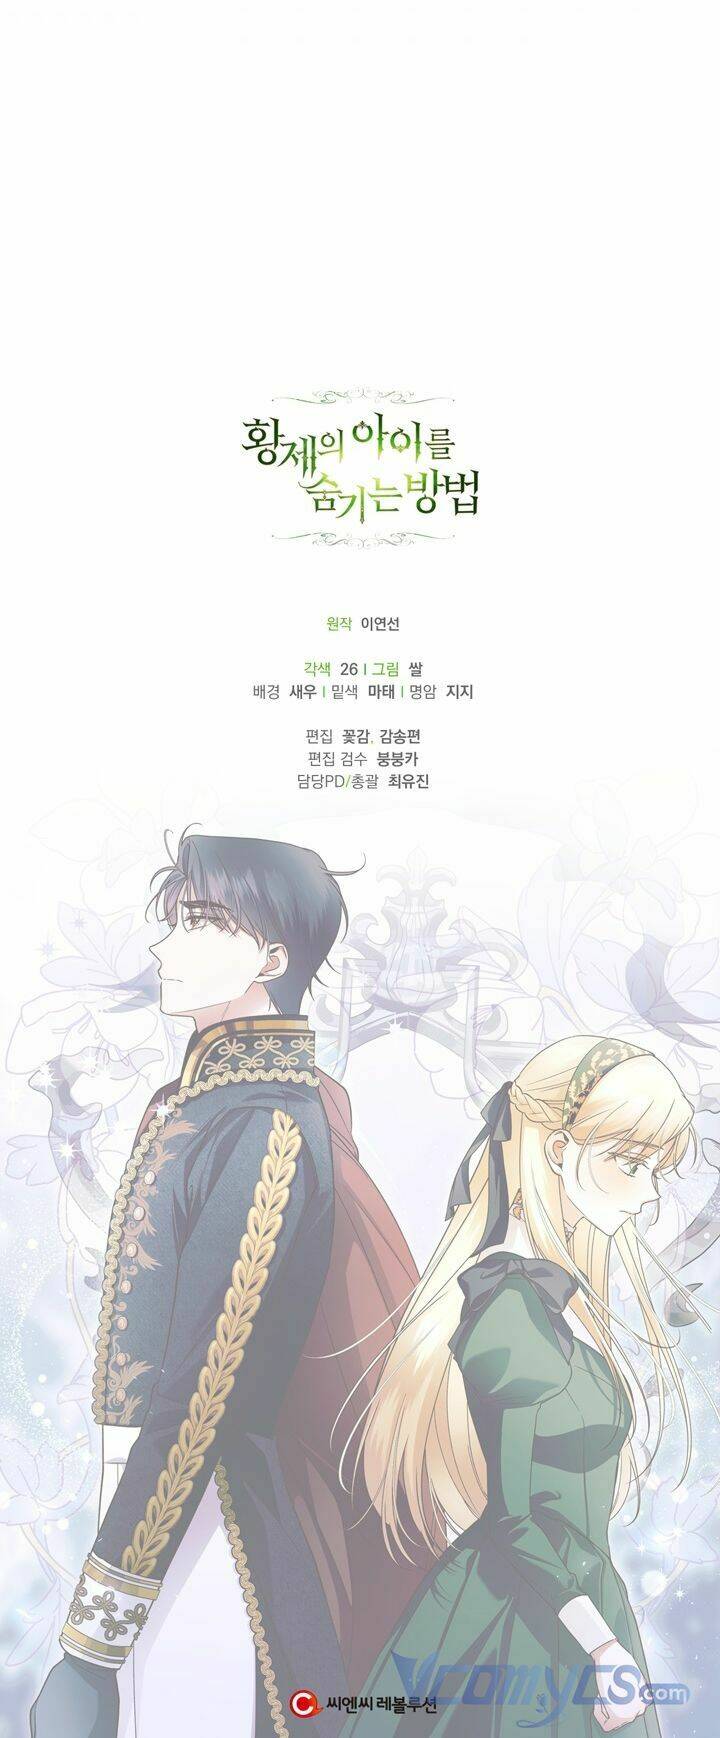 황제의 아이를
숨기는 방법
원작 이연선
각색 26 | 그림 쌀
배경 새우 | 밑색 마태 | 명암 지지
편집 꽃감, 감송편
편집 검수 붕붕카
담당PD/총괄 최유진
vcomycs.com
씨엔씨레볼루션